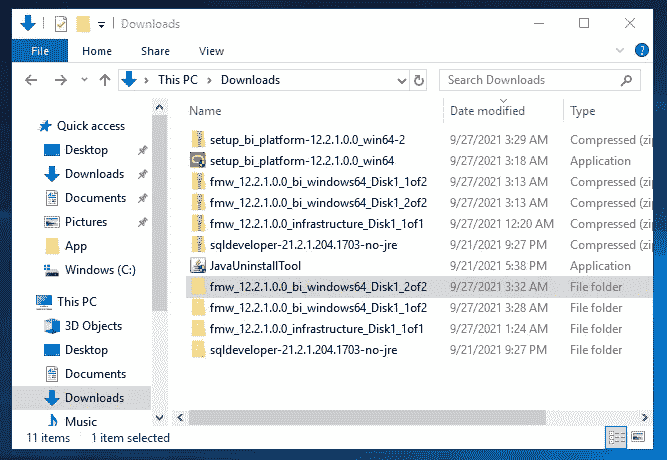 Downloads
File Home Share View
This PC Downloads Search Downloads
Name Date modified Type
Quick access
Desktop
Downloads
Documents
Pictures
App
Windows (C:)
This PC
3D Objects
Desktop
Documents
Downloads
Music
setup_bi_platform-12.2.1.0.0_win64-2 9/27/2021 3:29 AM Compressed (zip
setup_bi_platform-12.2.1.0.0_win64 9/27/2021 3:18 AM Application
fmw_12.2.1.0.0_bi_windows64_Disk1_1of2 9/27/2021 3:13 AM Compressed (zip
fmw_12.2.1.0.0_bi_windows64_Disk1_2of2 9/27/2021 3:13 AM Compressed (zip
fmw_12.2.1.0.0_infrastructure_Disk1_1of1 9/27/2021 12:20 AM Compressed (zip
sqldeveloper-21.2.1.204.1703-no-jre 9/21/2021 9:27 PM Compressed (zip
JavaUninstallTool 9/21/2021 5:38 PM Application
fmw_12.2.1.0.0_bi_windows64_Disk1_2of2 9/27/2021 3:32 AM File folder
fmw_12.2.1.0.0_bi_windows64_Disk1_1of2 9/27/2021 3:28 AM File folder
fmw_12.2.1.0.0_infrastructure_Disk1_1of1 9/27/2021 1:24 AM File folder
sqldeveloper-21.2.1.204.1703-no-jre 9/21/2021 9:27 PM File folder
11 items 1 item selected